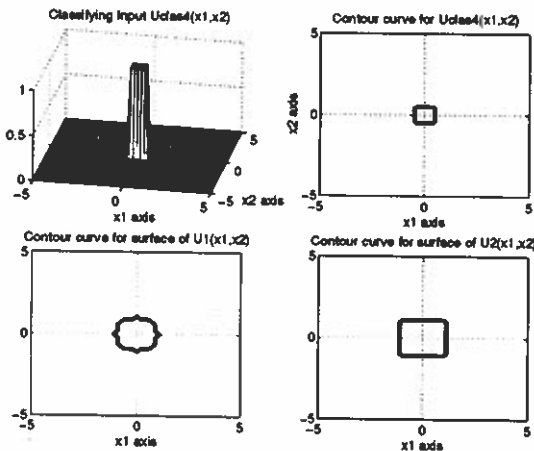 Classifying Input Uclas4(x1,x2)
1
0.5
0
-5
0
5
-5
0
5
x2 axis
x1 axis
Contour curve for Uclas4(x1,x2)
5
0
-5
x2 axis
-5
0
5
x1 axis
Contour curve for surface of U1(x1,x2)
5
0
-5
-5
0
5
x1 axis
Contour curve for surface of U2(x1,x2)
5
0
-5
-5
0
5
x1 axis